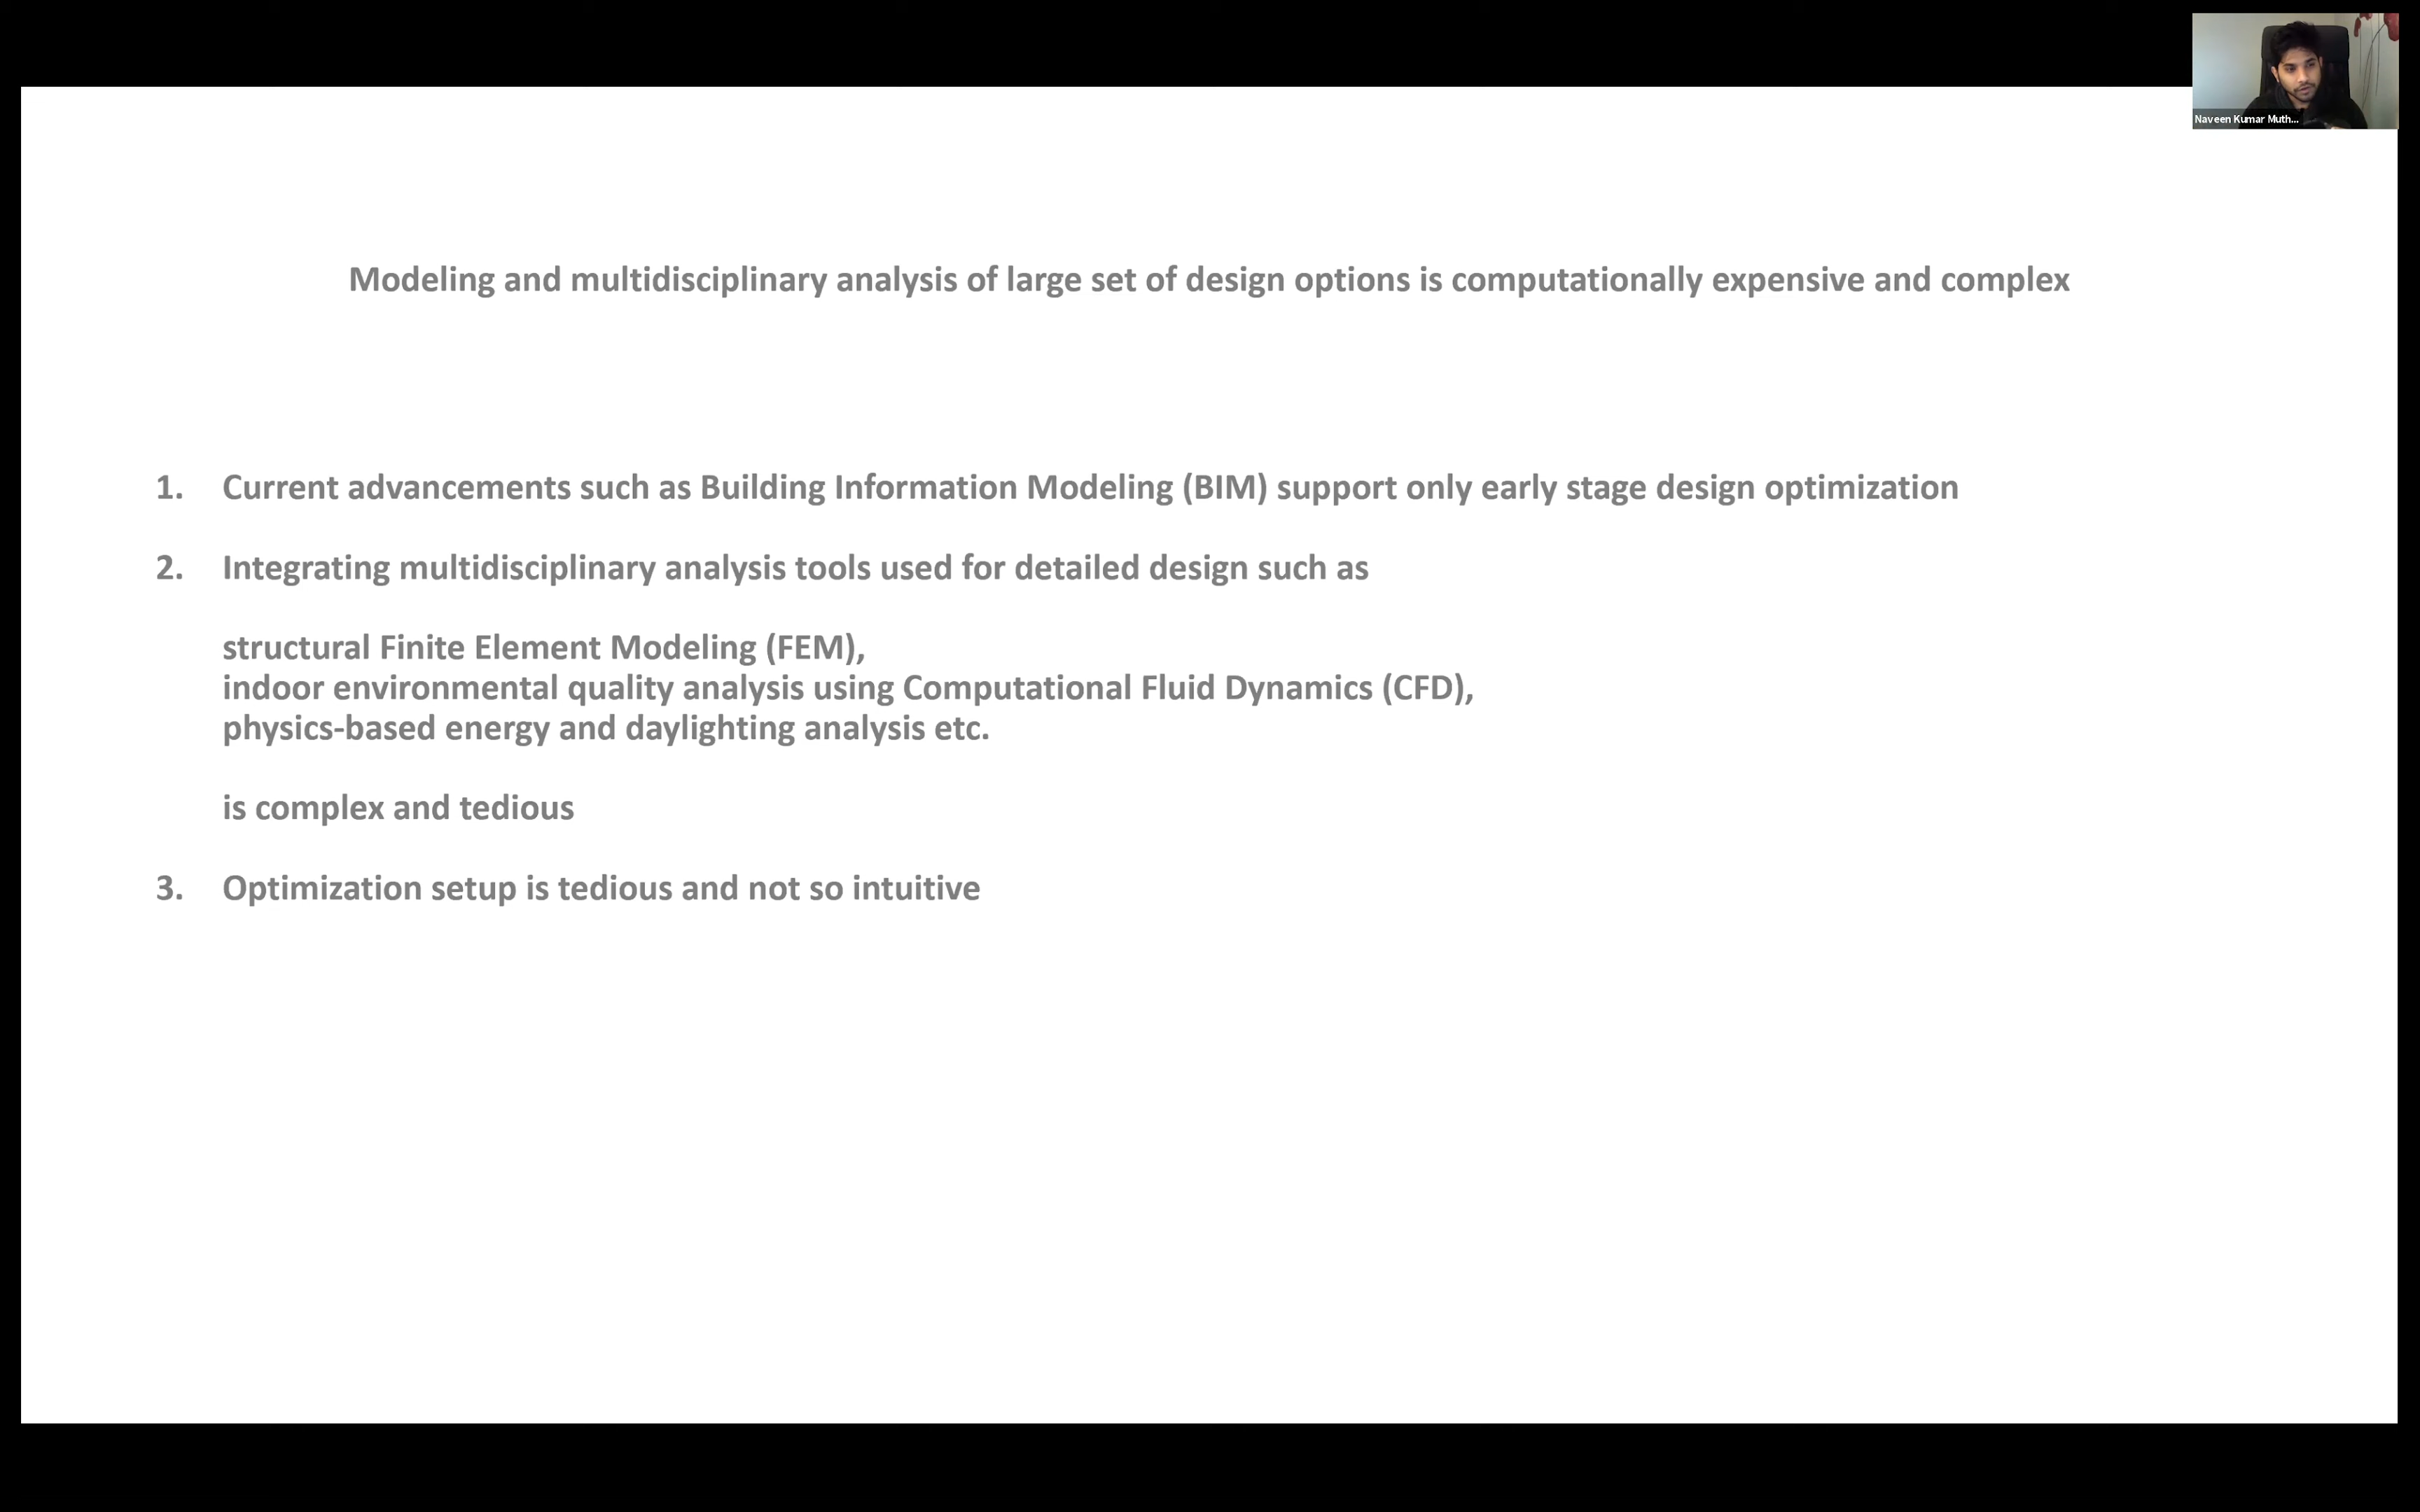 Naveen Kumar Muth...
Modeling and multidisciplinary analysis of large set of design options is computationally expensive and complex
1. Current advancements such as Building Information Modeling (BIM) support only early stage design optimization
2. Integrating multidisciplinary analysis tools used for detailed design such as
structural Finite Element Modeling (FEM),
indoor environmental quality analysis using Computational Fluid Dynamics (CFD),
physics-based energy and daylighting analysis etc.
is complex and tedious
3. Optimization setup is tedious and not so intuitive